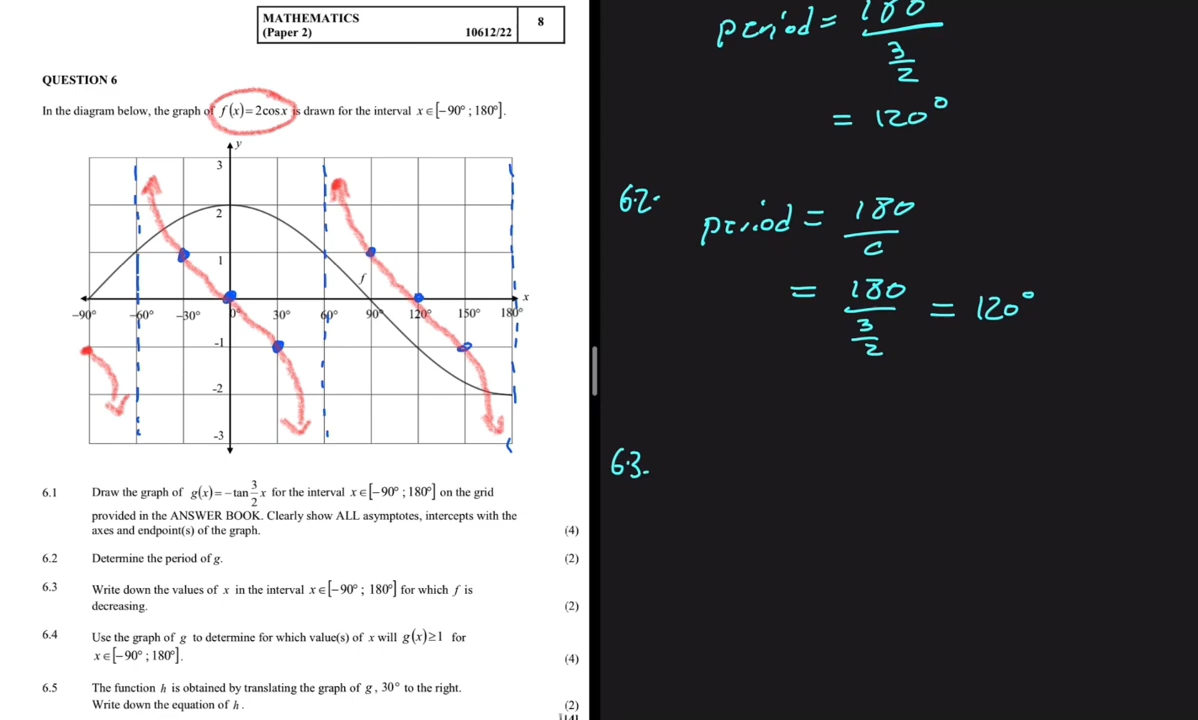 MATHEMATICS
(Paper 2) 10612/22
8
QUESTION 6
In the diagram below, the graph of f(x)=2cosx is drawn for the interval x∈[−90° ; 180°].
y
3
2
1
f
x
−90° −60° −30° 0° 30° 60° 90° 120° 150° 180°
−1
−2
−3
6.1 Draw the graph of g(x)=−tan 3/2 x for the interval x∈[−90° ; 180°] on the grid
provided in the ANSWER BOOK. Clearly show ALL asymptotes, intercepts with the
axes and endpoint(s) of the graph. (4)
6.2 Determine the period of g. (2)
6.3 Write down the values of x in the interval x∈[−90° ; 180°] for which f is
decreasing. (2)
6.4 Use the graph of g to determine for which value(s) of x will g(x)≥1 for
x∈[−90° ; 180°]. (4)
6.5 The function h is obtained by translating the graph of g, 30° to the right.
Write down the equation of h. (2)
[14]
period = 180 / 3/2
= 120°
6.2. period = 180 / c
= 180 / 3/2 = 120°
6.3.